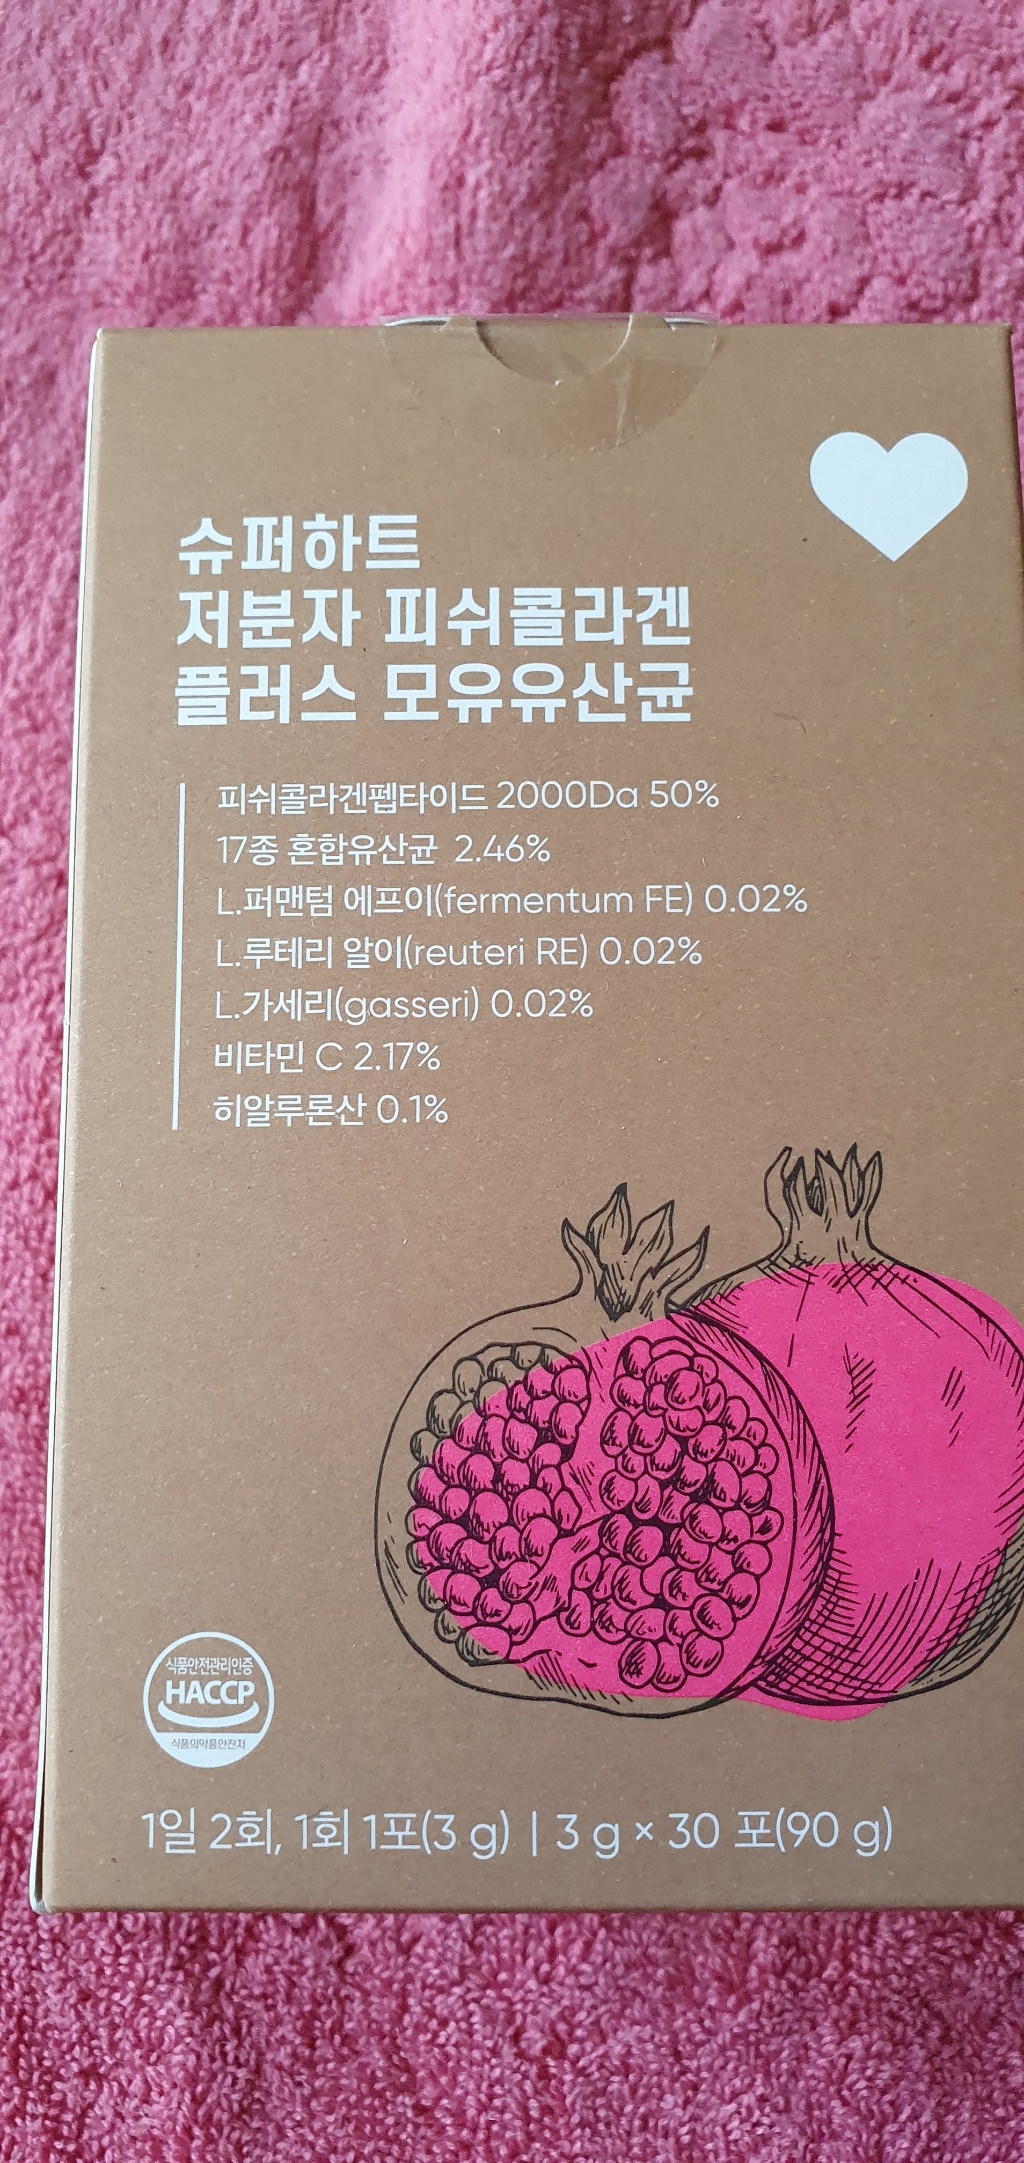 슈퍼하트
저분자 피쉬콜라겐
플러스 모유유산균
피쉬콜라겐펩타이드 2000Da 50%
17종 혼합유산균 2.46%
L.퍼맨텀 에프이(fermentum FE) 0.02%
L.루테리 알이(reuteri RE) 0.02%
L.가세리(gasseri) 0.02%
비타민 C 2.17%
히알루론산 0.1%
식품안전관리인증
HACCP
식품의약품안전처
1일 2회, 1회 1포(3 g) | 3 g × 30 포(90 g)